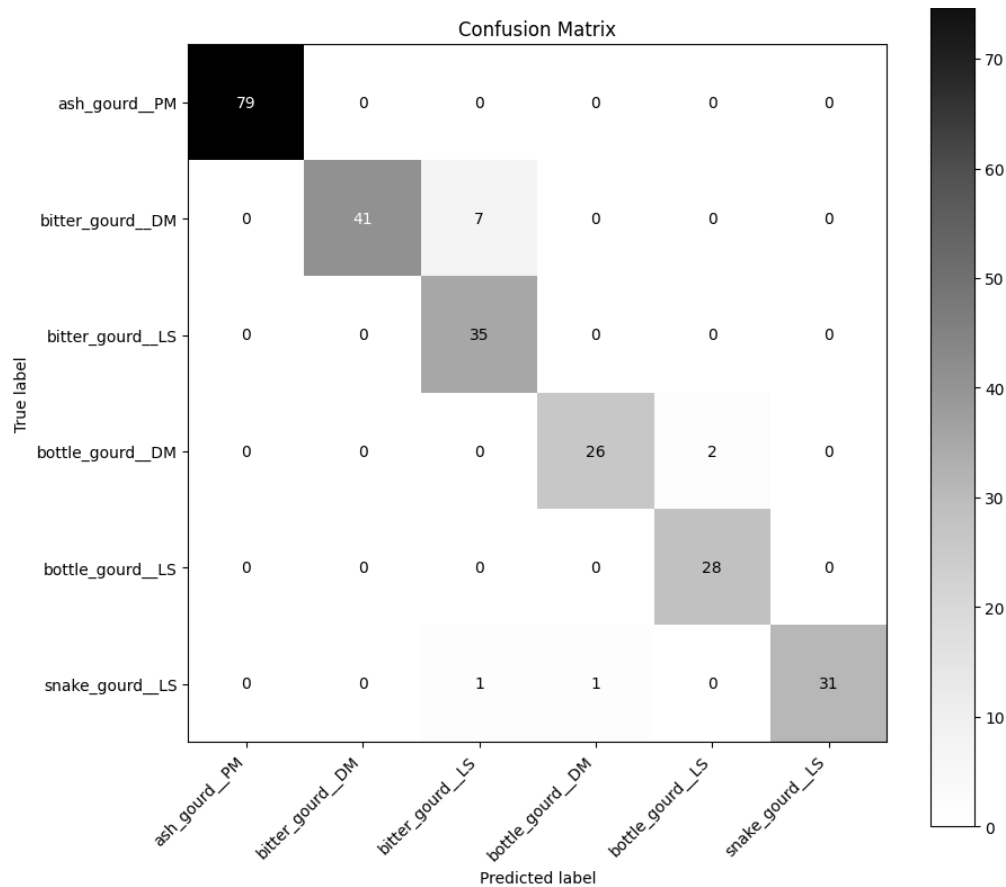 Confusion Matrix
ash_gourd__PM 79 0 0 0 0 0
bitter_gourd__DM 0 41 7 0 0 0
bitter_gourd__LS 0 0 35 0 0 0
bottle_gourd__DM 0 0 0 26 2 0
bottle_gourd__LS 0 0 0 0 28 0
snake_gourd__LS 0 0 1 1 0 31
True label
ash_gourd__PM
bitter_gourd__DM
bitter_gourd__LS
bottle_gourd__DM
bottle_gourd__LS
snake_gourd__LS
Predicted label
70
60
50
40
30
20
10
0